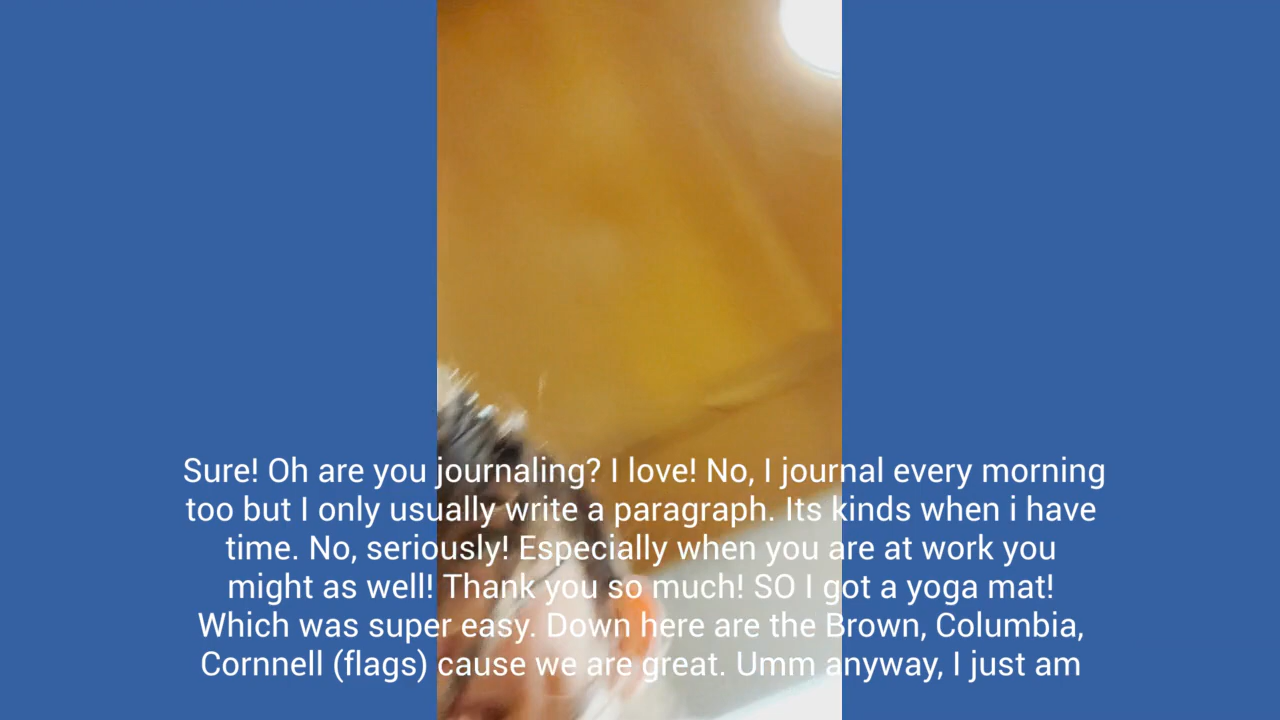 Sure! Oh are you journaling? I love! No, I journal every morning
too but I only usually write a paragraph. Its kinds when i have
time. No, seriously! Especially when you are at work you
might as well! Thank you so much! SO I got a yoga mat!
Which was super easy. Down here are the Brown, Columbia,
Cornnell (flags) cause we are great. Umm anyway, I just am